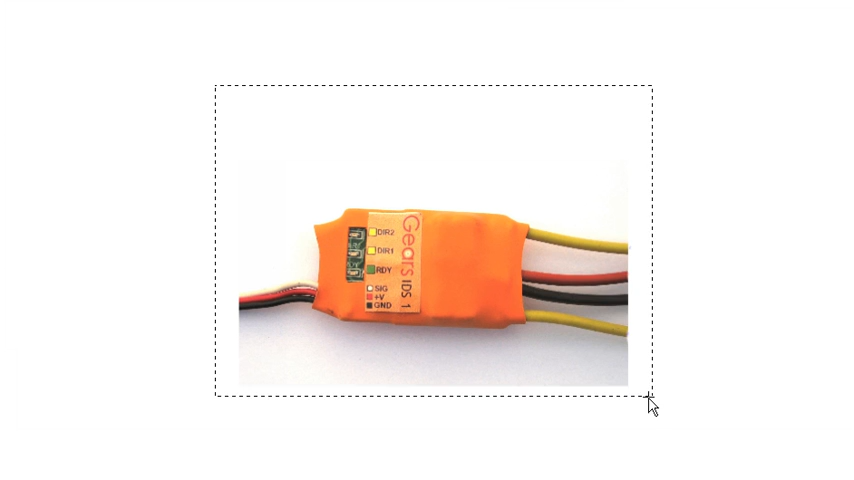 DIR2
DIR1
RDY
SIG
+V
GND
Gears IDS 1